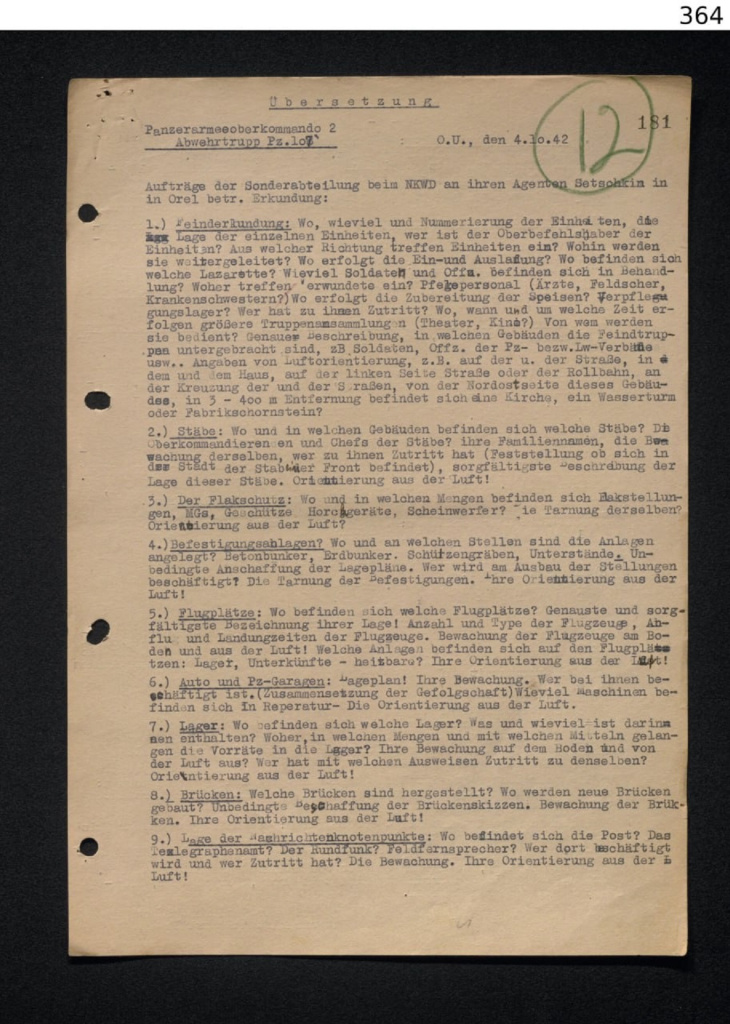 364
Übersetzung
12
181
Panzerarmeeoberkommando 2
Abwehrtrupp Pz.107
O.U., den 4.10.42
Aufträge der Sonderabteilung beim NKWD an ihren Agenten Setschkin in
in Orel betr. Erkundung:
1.) Feinderkundung: Wo, wieviel und Nummerierung der Einheiten, die
Lage der einzelnen Einheiten, wer ist der Oberbefehlshaber der
Einheiten? Aus welcher Richtung treffen Einheiten ein? Wohin werden
sie weitergeleitet? Wo erfolgt die Ein-und Ausladung? Wo befinden sich
welche Lazarette? Wieviel Soldaten und Offz. befinden sich in Behand-
lung? Woher treffen Verwundete ein? Pflegepersonal (Ärzte, Feldscher,
Krankenschwestern?)Wo erfolgt die Zubereitung der Speisen? Verpfle-
gungslager? Wer hat zu ihnen Zutritt? Wo, wann und um welche Zeit er-
folgen größere Truppenansammlungen (Theater, Kino?) Von wem werden
sie bedient? Genaue Beschreibung, in welchen Gebäuden die Feindtrup-
pen untergebracht sind, zB Soldaten, Offz. der Pz- bezw.Lw-Verbände
usw.. Angaben von Luftorientierung, z.B. auf der u. der Straße, in
dem und dem Haus, auf der linken Seite Straße oder der Rollbahn, an
der Kreuzung der und der Straßen, von der Nordostseite dieses Gebäu-
des, in 3 - 400 m Entfernung befindet sich eine Kirche, ein Wasserturm
oder Fabrikschornstein?
2.) Stäbe: Wo und in welchen Gebäuden befinden sich welche Stäbe? Die
Oberkommandierenden und Chefs der Stäbe? ihre Familiennamen, die Be-
wachung derselben, wer zu ihnen Zutritt hat (Feststellung ob sich in
der Stadt der Stab der Front befindet), sorgfältigste Beschreibung der
Lage dieser Stäbe. Orientierung aus der Luft!
3.) Der Flakschutz: Wo und in welchen Mengen befinden sich Flakstellun-
gen, MGs, Geschütze Horchgeräte, Scheinwerfer? Die Tarnung derselben?
Orientierung aus der Luft?
4.)Befestigungsanlagen? Wo und an welchen Stellen sind die Anlagen
angelegt? Betonbunker, Erdbunker. Schützengräben, Unterstände. Un-
bedingte Anschaffung der Lagepläne. Wer wird am Ausbau der Stellungen
beschäftigt? Die Tarnung der Befestigungen. Ihre Orientierung aus der
Luft!
5.) Flugplätze: Wo befinden sich welche Flugplätze? Genauste und sorg-
fältigste Bezeichnung ihrer Lage! Anzahl und Type der Flugzeuge, Ab-
flu und Landungzeiten der Flugzeuge. Bewachung der Flugzeuge am Bo-
den und aus der Luft! Welche Anlagen befinden sich auf den Flugplät-
tzen: Lager, Unterkünfte - heitbare? Ihre Orientierung aus der Luft!
6.) Auto und Pz-Garagen: Lageplan! Ihre Bewachung. Wer bei ihnen be-
schäftigt ist.(Zusammensetzung der Gefolgschaft)Wieviel Maschinen be-
finden sich in Reperatur- Die Orientierung aus der Luft.
7.) Lager: Wo befinden sich welche Lager? Was und wieviel ist darin
nen enthalten? Woher,in welchen Mengen und mit welchen Mitteln gelan-
gen die Vorräte in die Lager? Ihre Bewachung auf dem Boden und von
der Luft aus? Wer hat mit welchen Ausweisen Zutritt zu denselben?
Orientierung aus der Luft!
8.) Brücken: Welche Brücken sind hergestellt? Wo werden neue Brücken
gebaut? Unbedingte Beschaffung der Brückenskizzen. Bewachung der Brük-
ken. Ihre Orientierung aus der Luft!
9.) Lage der Nachrichtenknotenpunkte: Wo befindet sich die Post? Das
Telegraphenamt? Der Rundfunk? Feldfernsprecher? Wer dort beschäftigt
wird und wer Zutritt hat? Die Bewachung. Ihre Orientierung aus der
Luft!